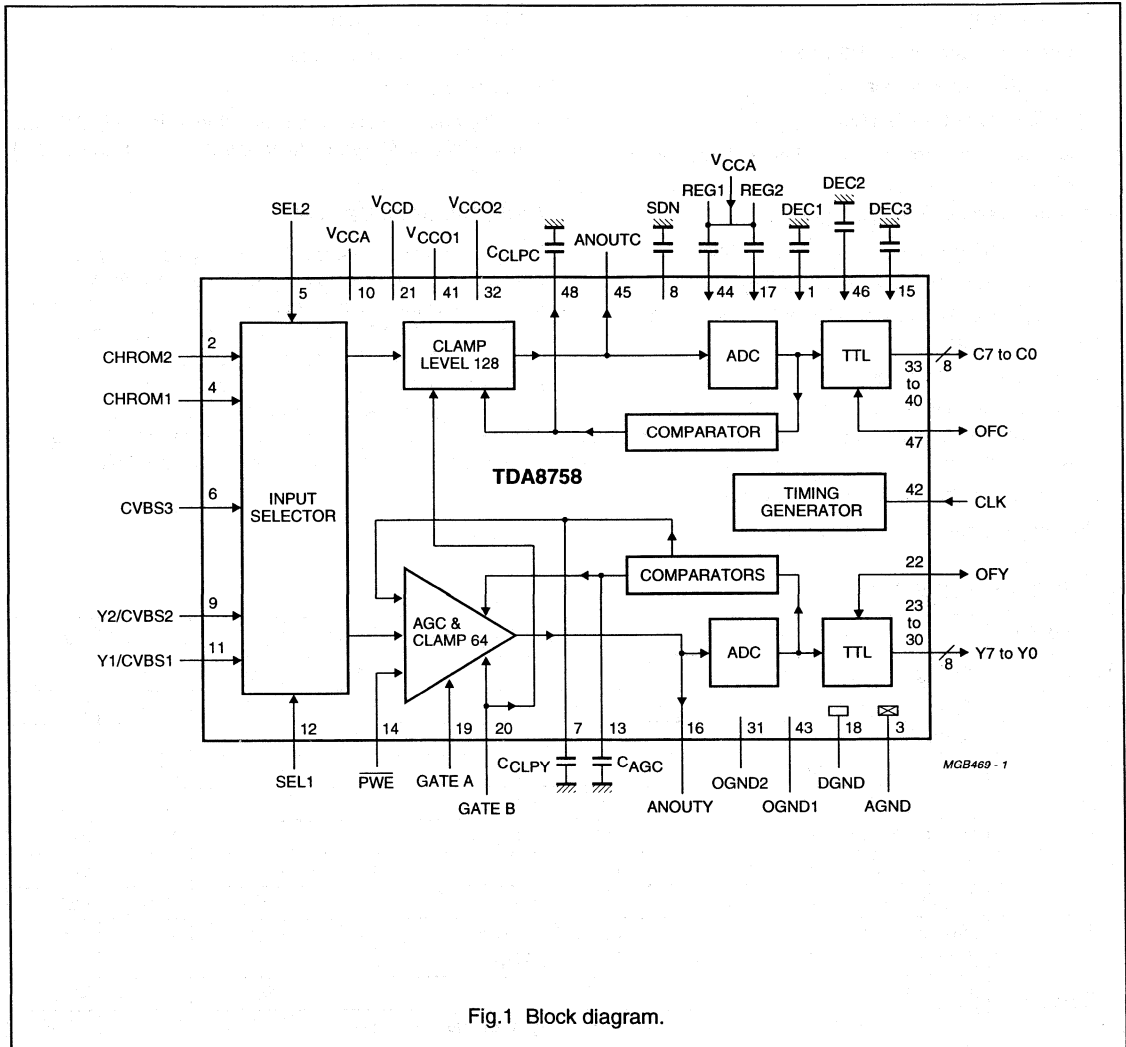 VCCA
REG1 REG2
DEC2
SEL2
VCCD
VCCO2
SDN
DEC1
DEC3
VCCA
VCCO1
CCLPC
ANOUTC
5
10
21
41
32
48
45
8
44
17
1
46
15
CHROM2
2
CLAMP
LEVEL 128
ADC
TTL
C7 to C0
8
33
to
40
CHROM1
4
COMPARATOR
OFC
47
TDA8758
CVBS3
6
INPUT
SELECTOR
TIMING
GENERATOR
42
CLK
COMPARATORS
22
OFY
Y2/CVBS2
9
AGC &
CLAMP 64
23
to
30
Y1/CVBS1
11
ADC
TTL
Y7 to Y0
8
12
14
19
20
7
13
16
31
43
18
3
SEL1
PWE
GATE A
GATE B
CCLPY
CAGC
ANOUTY
OGND2
OGND1
DGND
AGND
MGB469 - 1
Fig.1 Block diagram.